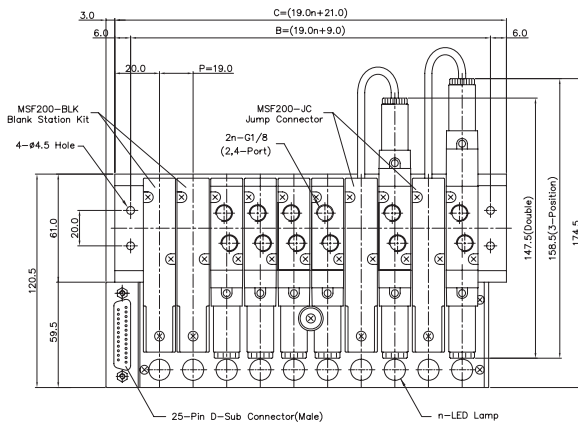 C=(19.0n+21.0)
3.0
6.0
B=(19.0n+9.0)
6.0
20.0
P=19.0
MSF200-BLK
Blank Station Kit
MSF200-JC
Jump Connector
4-ø4.5 Hole
2n-G1/8
(2,4-Port)
61.0
20.0
120.5
59.5
147.5(Double)
158.5(3-Position)
174.5
25-Pin D-Sub Connector(Male)
n-LED Lamp